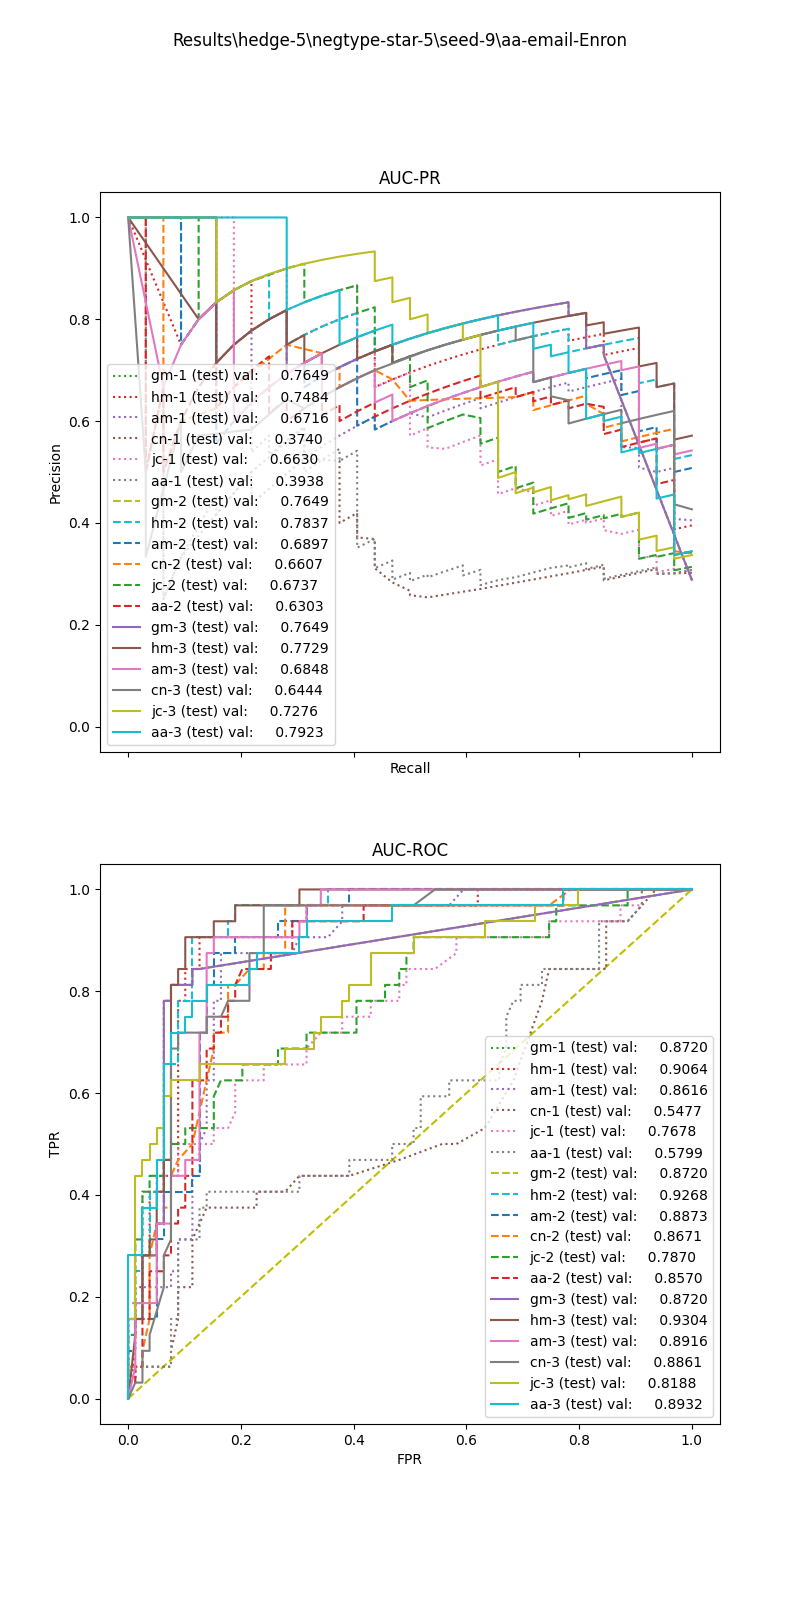 Results\hedge-5\negtype-star-5\seed-9\aa-email-Enron
AUC-PR
1.0
0.8
0.6
0.4
0.2
0.0
Precision
gm-1 (test) val: 0.7649
hm-1 (test) val: 0.7484
am-1 (test) val: 0.6716
cn-1 (test) val: 0.3740
jc-1 (test) val: 0.6630
aa-1 (test) val: 0.3938
gm-2 (test) val: 0.7649
hm-2 (test) val: 0.7837
am-2 (test) val: 0.6897
cn-2 (test) val: 0.6607
jc-2 (test) val: 0.6737
aa-2 (test) val: 0.6303
gm-3 (test) val: 0.7649
hm-3 (test) val: 0.7729
am-3 (test) val: 0.6848
cn-3 (test) val: 0.6444
jc-3 (test) val: 0.7276
aa-3 (test) val: 0.7923
Recall
AUC-ROC
1.0
0.8
0.6
0.4
0.2
0.0
TPR
gm-1 (test) val: 0.8720
hm-1 (test) val: 0.9064
am-1 (test) val: 0.8616
cn-1 (test) val: 0.5477
jc-1 (test) val: 0.7678
aa-1 (test) val: 0.5799
gm-2 (test) val: 0.8720
hm-2 (test) val: 0.9268
am-2 (test) val: 0.8873
cn-2 (test) val: 0.8671
jc-2 (test) val: 0.7870
aa-2 (test) val: 0.8570
gm-3 (test) val: 0.8720
hm-3 (test) val: 0.9304
am-3 (test) val: 0.8916
cn-3 (test) val: 0.8861
jc-3 (test) val: 0.8188
aa-3 (test) val: 0.8932
0.0 0.2 0.4 0.6 0.8 1.0
FPR